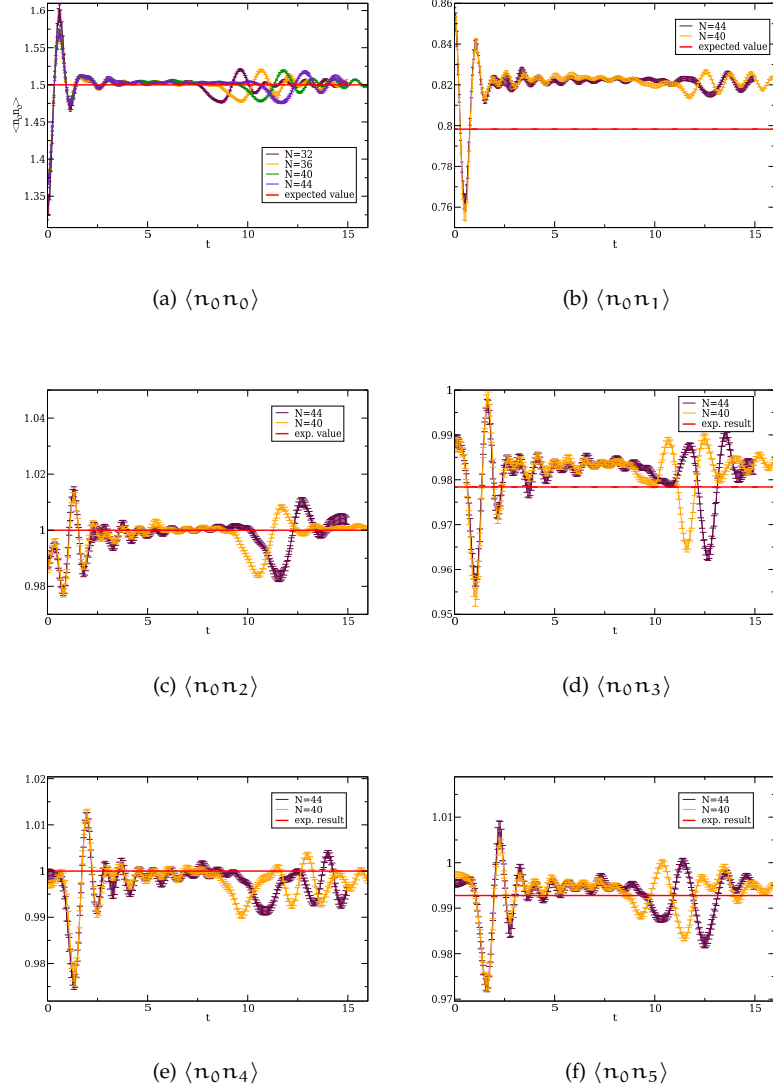 1.6
1.55
1.5
1.45
1.4
1.35
<n₀n₀>
N=32
N=36
N=40
N=44
expected value
0 5 10 15
t
(a) ⟨n₀n₀⟩
0.86
0.84
0.82
0.8
0.78
0.76
N=44
N=40
expected value
0 5 10 15
t
(b) ⟨n₀n₁⟩
1.04
1.02
1
0.98
N=44
N=40
exp. value
0 5 10 15
t
(c) ⟨n₀n₂⟩
1
0.99
0.98
0.97
0.96
0.95
N=44
N=40
exp. result
0 5 10 15
t
(d) ⟨n₀n₃⟩
1.02
1.01
1
0.99
0.98
N=44
N=40
exp. result
0 5 10 15
t
(e) ⟨n₀n₄⟩
1.01
1
0.99
0.98
0.97
N=44
N=40
exp. result
0 5 10 15
t
(f) ⟨n₀n₅⟩